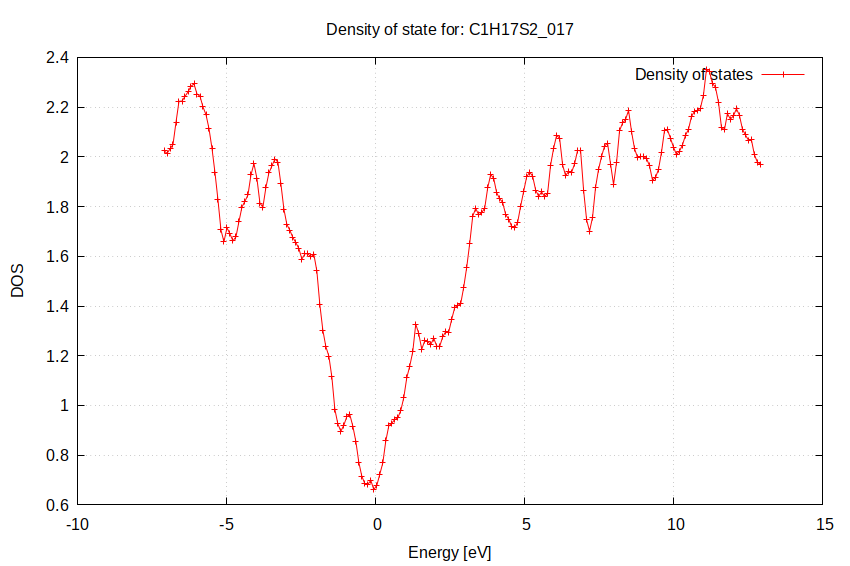 Density of state for: C1H17S2_017
Density of states
2.4
2.2
2
1.8
1.6
1.4
1.2
1
0.8
0.6
DOS
-10 -5 0 5 10 15
Energy [eV]